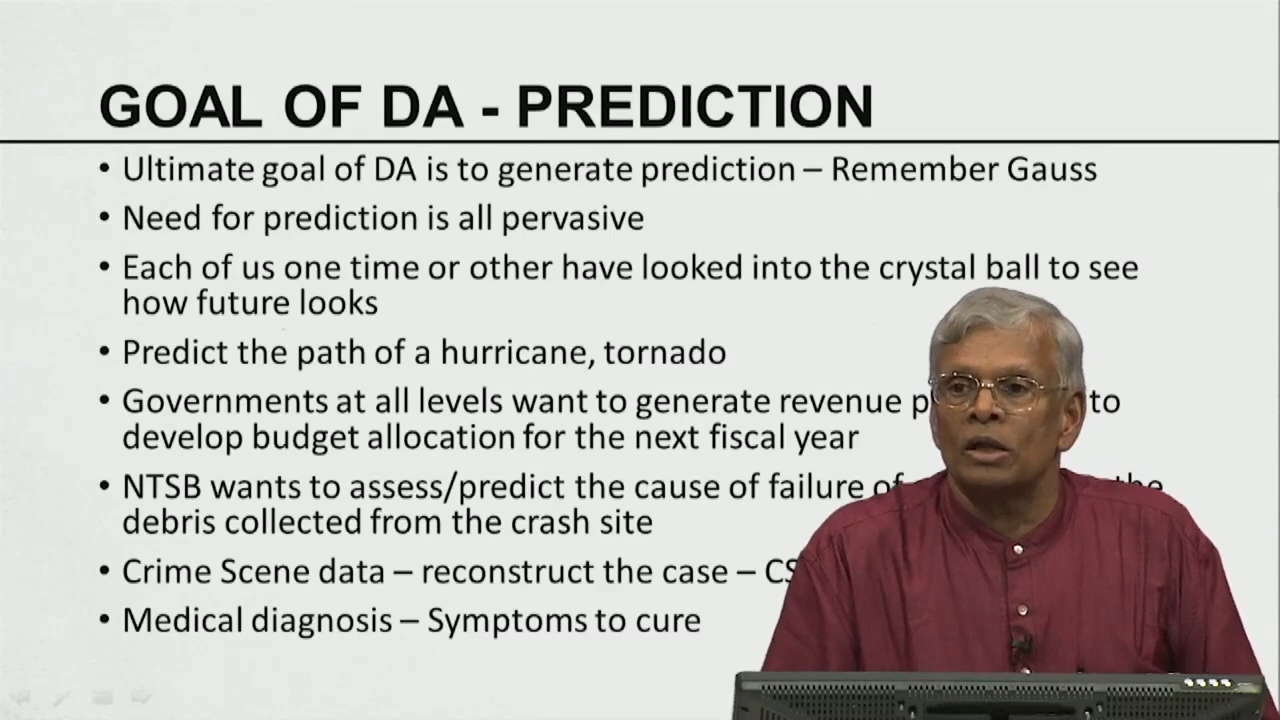 GOAL OF DA - PREDICTION
• Ultimate goal of DA is to generate prediction – Remember Gauss
• Need for prediction is all pervasive
• Each of us one time or other have looked into the crystal ball to see
how future looks
• Predict the path of a hurricane, tornado
• Governments at all levels want to generate revenue to
develop budget allocation for the next fiscal year
• NTSB wants to assess/predict the cause of failure of the
debris collected from the crash site
• Crime Scene data – reconstruct the case –
• Medical diagnosis – Symptoms to cure